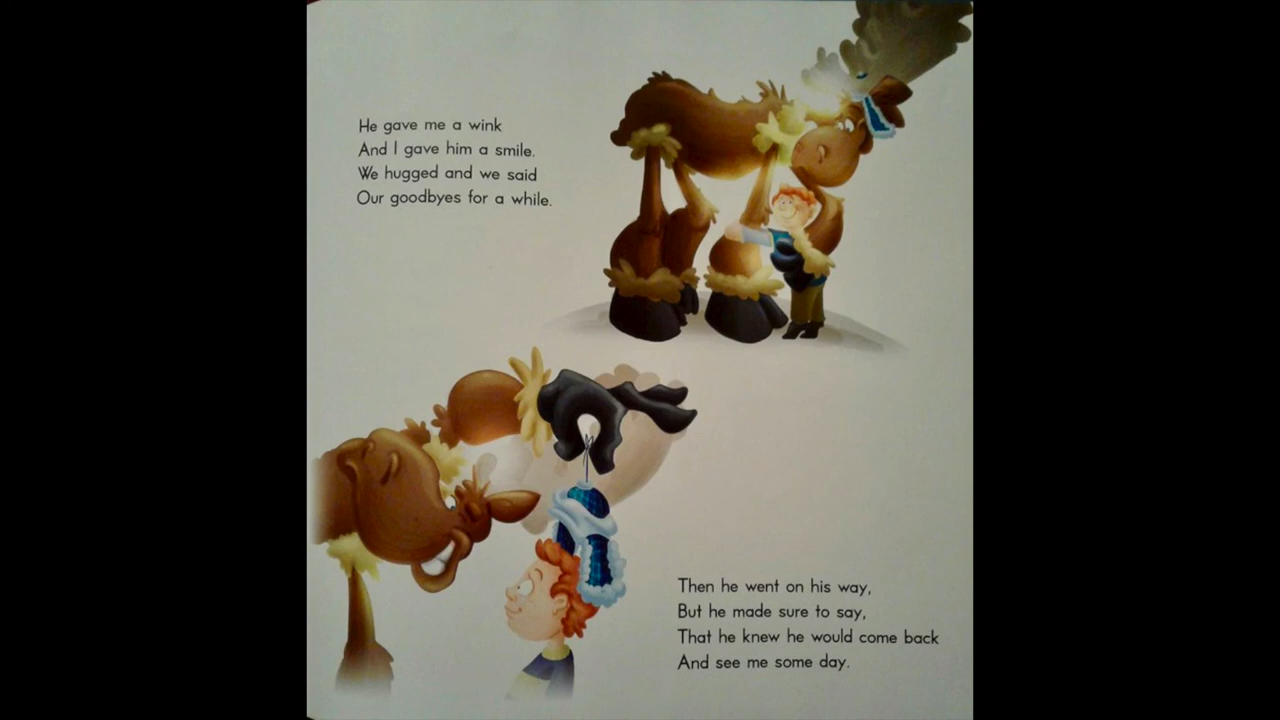 He gave me a wink
And I gave him a smile.
We hugged and we said
Our goodbyes for a while.
Then he went on his way,
But he made sure to say,
That he knew he would come back
And see me some day.